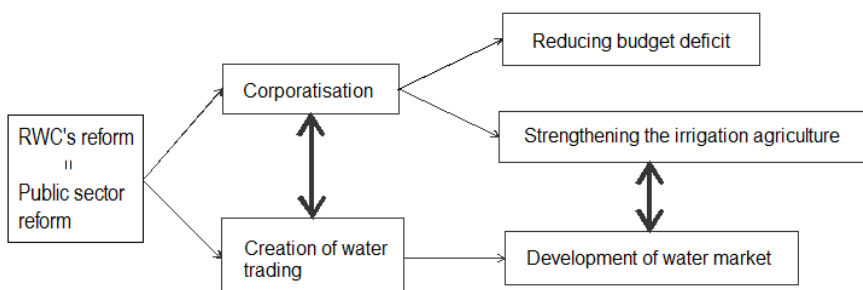 Reducing budget deficit
Corporatisation
RWC's reform
=
Public sector
reform
Strengthening the irrigation agriculture
Creation of water
trading
Development of water market